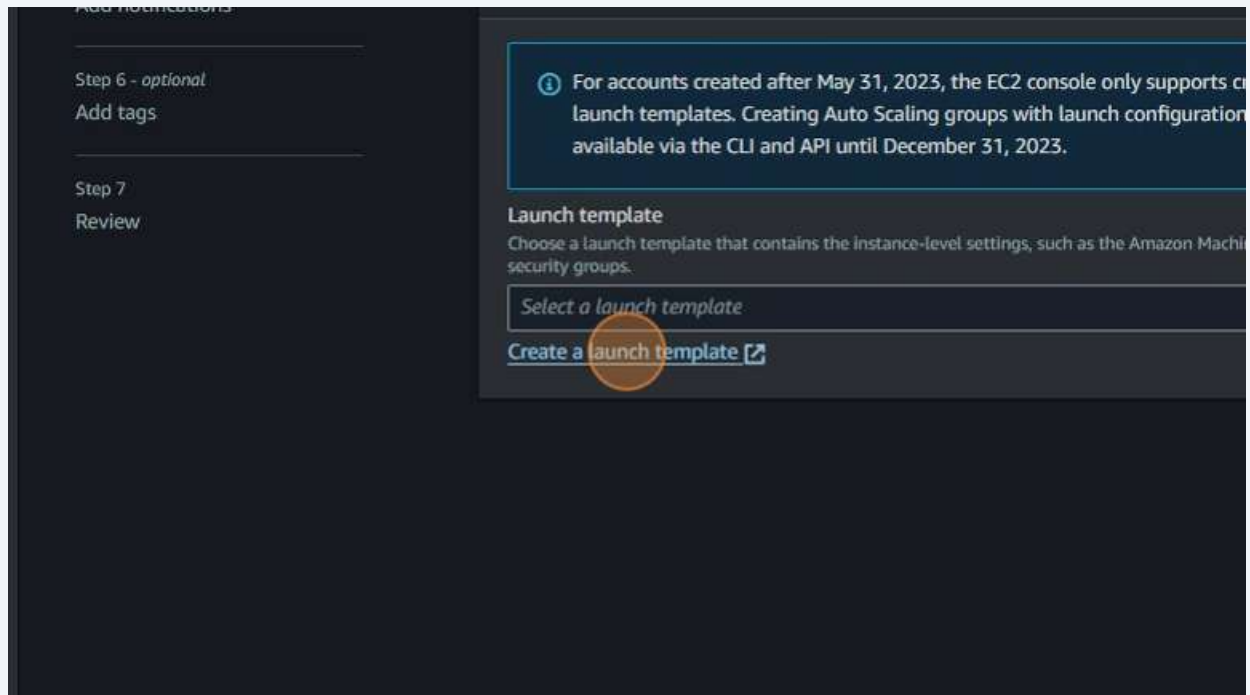 Add notifications
Step 6 - optional
Add tags
Step 7
Review
For accounts created after May 31, 2023, the EC2 console only supports
launch templates. Creating Auto Scaling groups with launch configuration
available via the CLI and API until December 31, 2023.
Launch template
Choose a launch template that contains the instance-level settings, such as the Amazon
security groups.
Select a launch template
Create a launch template